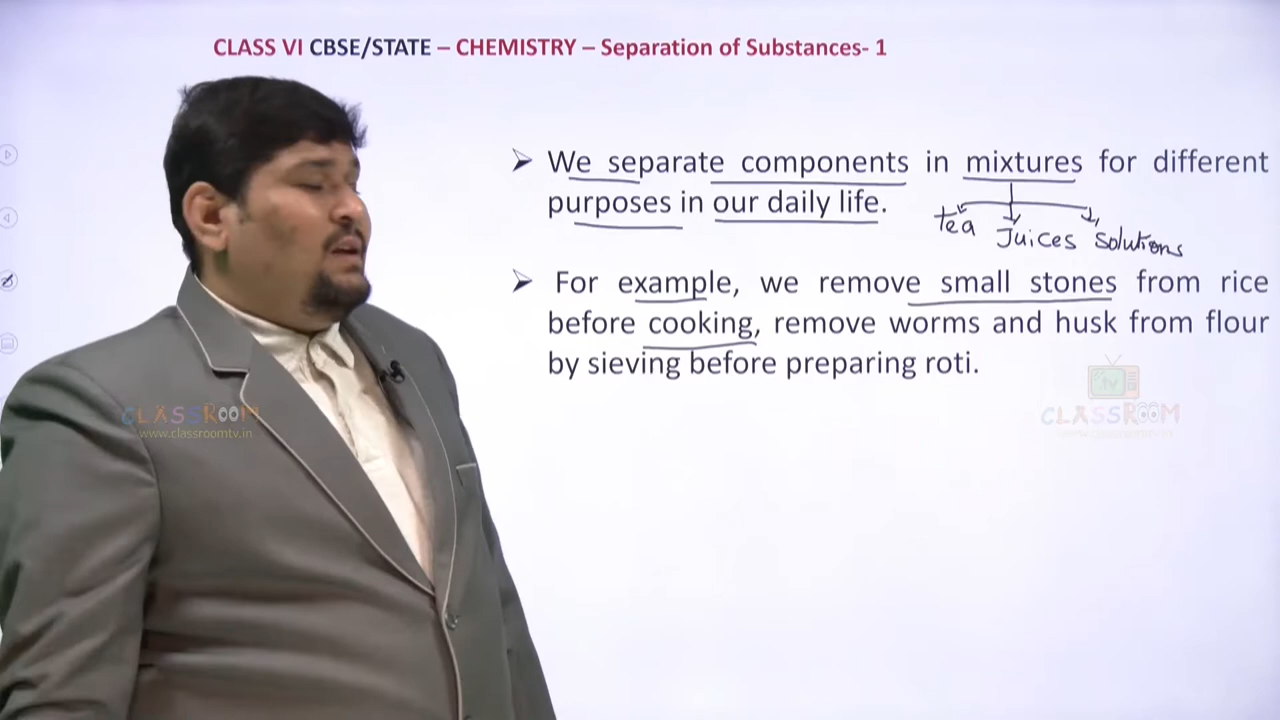 CLASS VI CBSE/STATE – CHEMISTRY – Separation of Substances- 1
➤ We separate components in mixtures for different
purposes in our daily life.
tea Juices solutions
➤ For example, we remove small stones from rice
before cooking, remove worms and husk from flour
by sieving before preparing roti.
CLASSROOM
www.classroomtv.in
tv
CLASSROOM